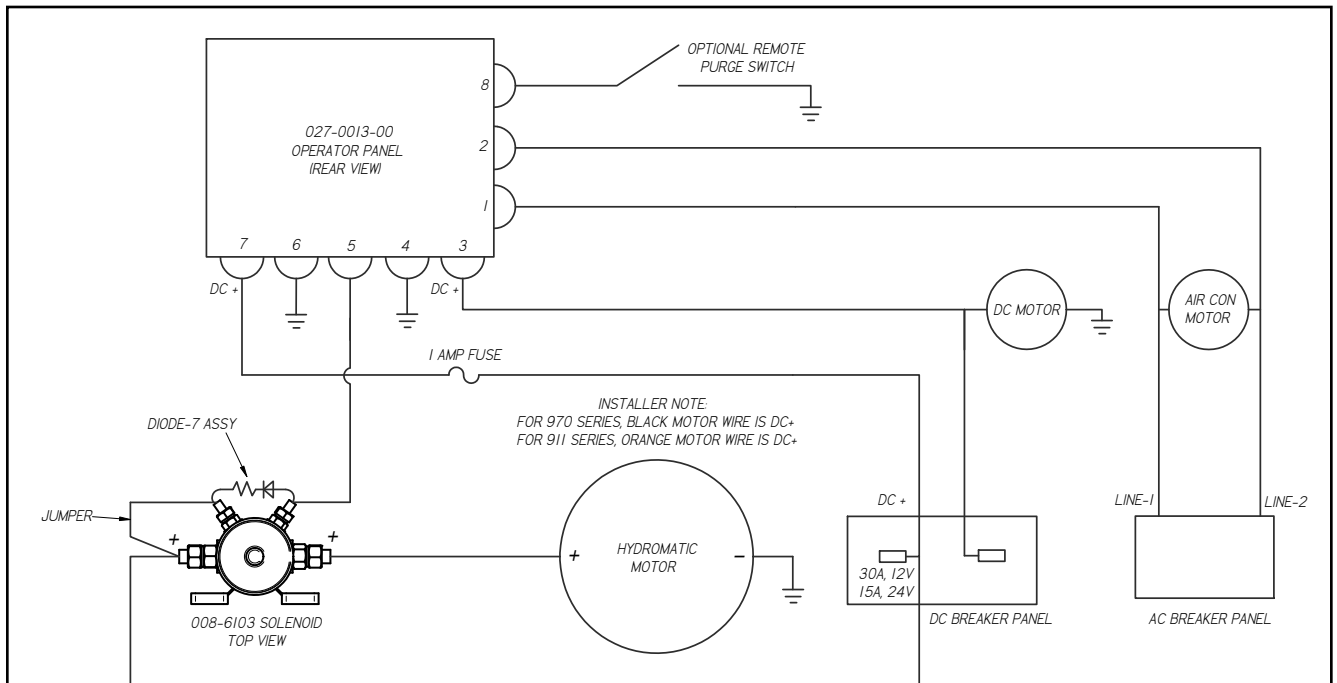 OPTIONAL REMOTE
PURGE SWITCH
8
027-0013-00
OPERATOR PANEL
(REAR VIEW)
2
1
7
6
5
4
3
DC +
DC +
DC MOTOR
AIR CON
MOTOR
1 AMP FUSE
INSTALLER NOTE:
FOR 970 SERIES, BLACK MOTOR WIRE IS DC+
FOR 911 SERIES, ORANGE MOTOR WIRE IS DC+
DIODE-7 ASSY
JUMPER
+
+
008-6103 SOLENOID
TOP VIEW
+
HYDROMATIC
MOTOR
-
DC +
30A, 12V
15A, 24V
DC BREAKER PANEL
LINE-1
LINE-2
AC BREAKER PANEL